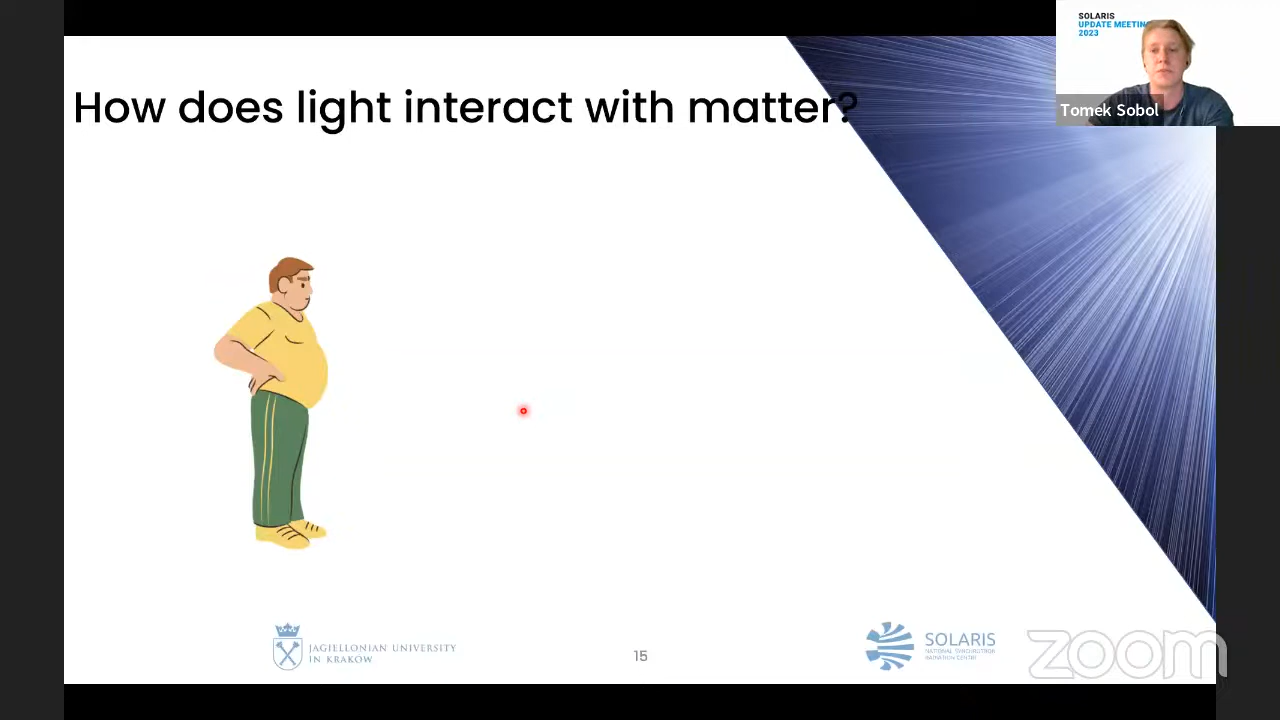 SOLARIS
UPDATE MEETING
2023
Tomek Sobol
How does light interact with matter?
JAGIELLONIAN UNIVERSITY
IN KRAKÓW
15
SOLARIS
NATIONAL SYNCHROTRON
RADIATION CENTRE
zoom